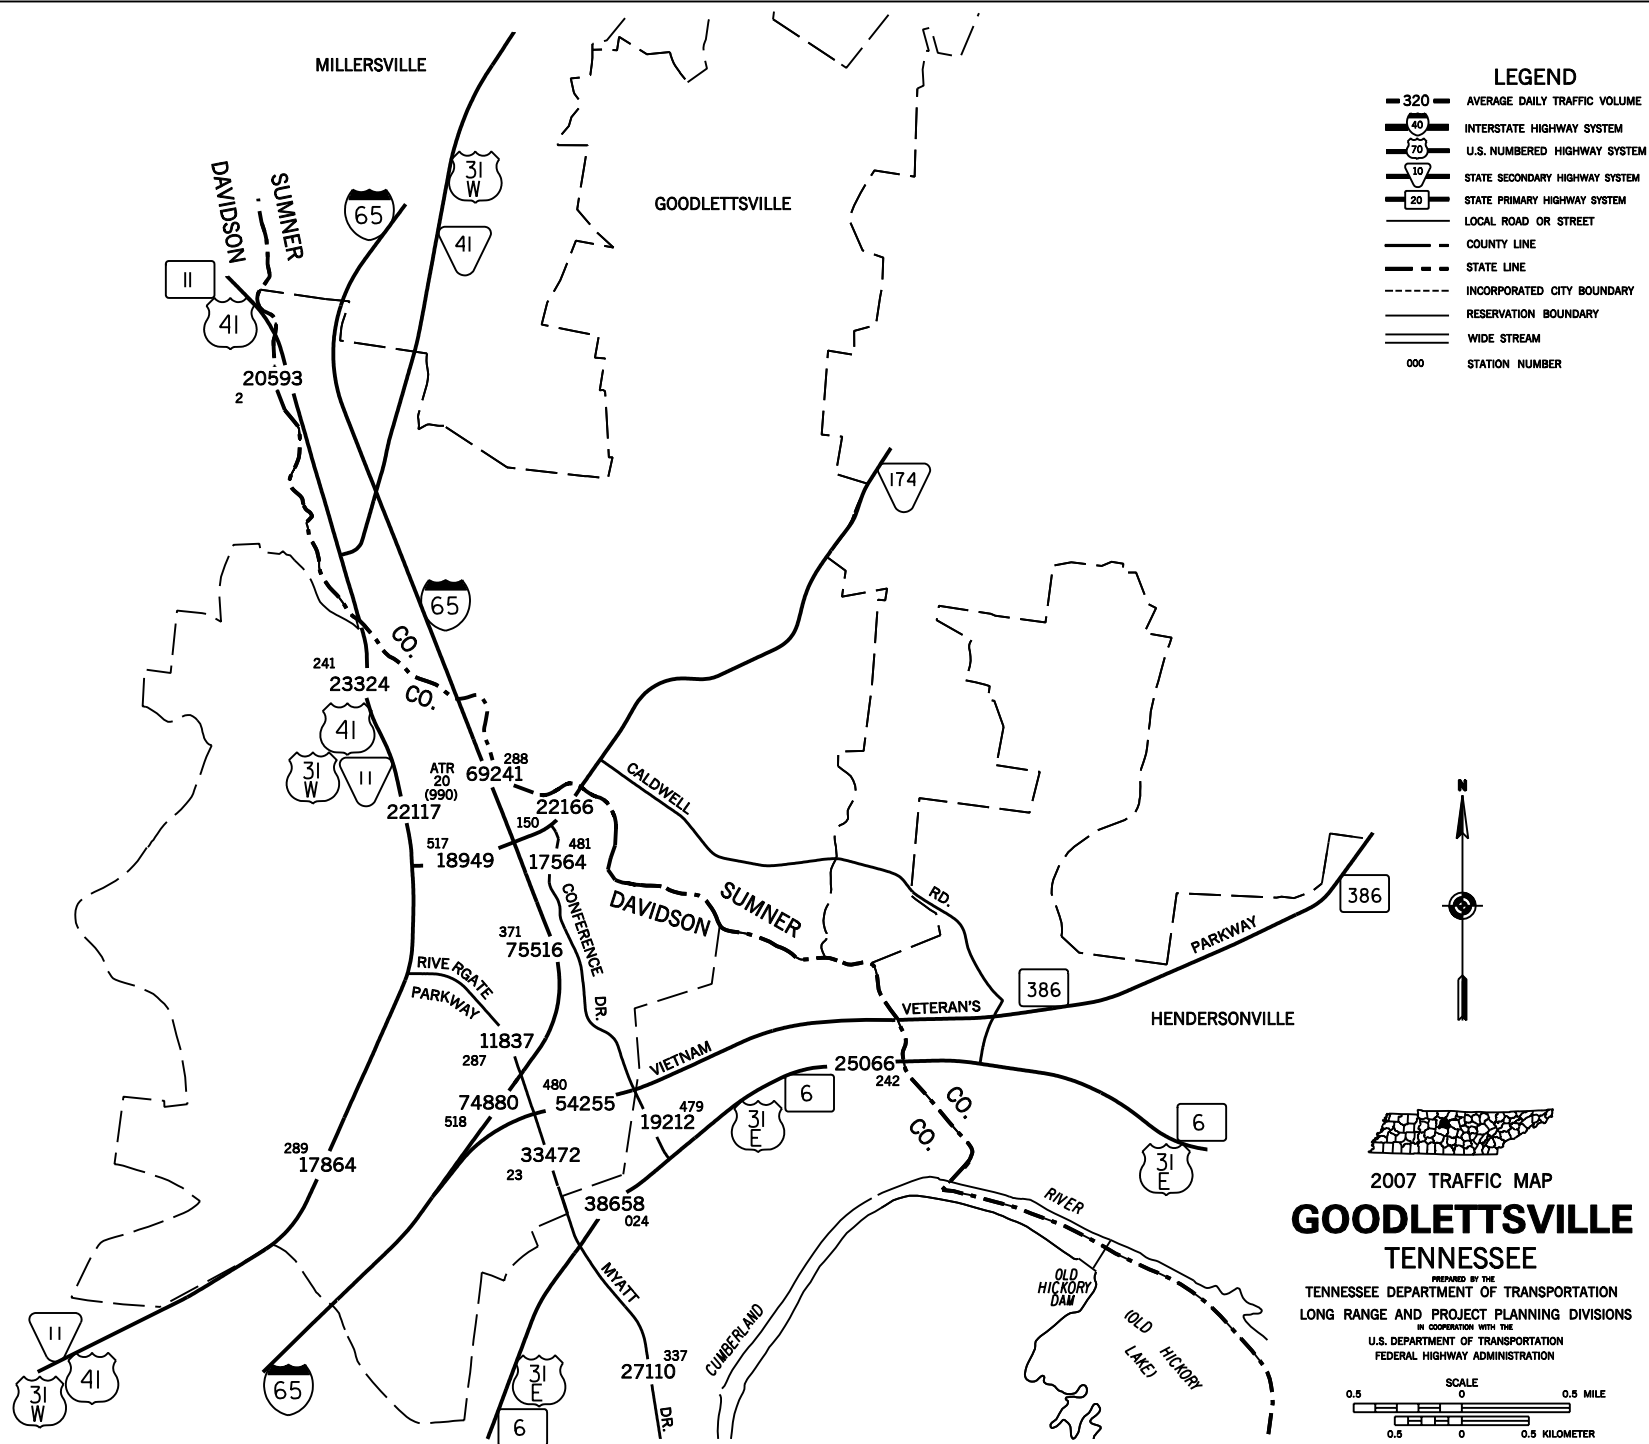 MILLERSVILLE
LEGEND
320 AVERAGE DAILY TRAFFIC VOLUME
40 INTERSTATE HIGHWAY SYSTEM
70 U.S. NUMBERED HIGHWAY SYSTEM
10 STATE SECONDARY HIGHWAY SYSTEM
20 STATE PRIMARY HIGHWAY SYSTEM
LOCAL ROAD OR STREET
COUNTY LINE
STATE LINE
INCORPORATED CITY BOUNDARY
RESERVATION BOUNDARY
WIDE STREAM
000 STATION NUMBER
31
W
DAVIDSON
SUMNER
65
GOODLETTSVILLE
41
11
41
20593
2
174
65
CO.
CO.
241
23324
41
31
W
11
288
ATR
20
(990)
69241
22166
CALDWELL
22117
150
517
18949
481
17564
N
RD.
SUMNER
DAVIDSON
CONFERENCE
DR.
386
PARKWAY
371
75516
RIVE RGATE
PARKWAY
386
VETERAN'S
HENDERSONVILLE
11837
287
VIETNAM
25066
242
480
54255
74880
518
6
479
19212
31
E
CO.
CO.
6
31
E
289
17864
33472
23
38658
024
RIVER
2007 TRAFFIC MAP
GOODLETTSVILLE
TENNESSEE
PREPARED BY THE
TENNESSEE DEPARTMENT OF TRANSPORTATION
LONG RANGE AND PROJECT PLANNING DIVISIONS
IN COOPERATION WITH THE
U.S. DEPARTMENT OF TRANSPORTATION
FEDERAL HIGHWAY ADMINISTRATION
MYATT
OLD
HICKORY
DAM
CUMBERLAND
(OLD HICKORY
LAKE)
11
41
31
W
65
31
E
6
337
27110
DR.
SCALE
0.5 0 0.5 MILE
0.5 0 0.5 KILOMETER